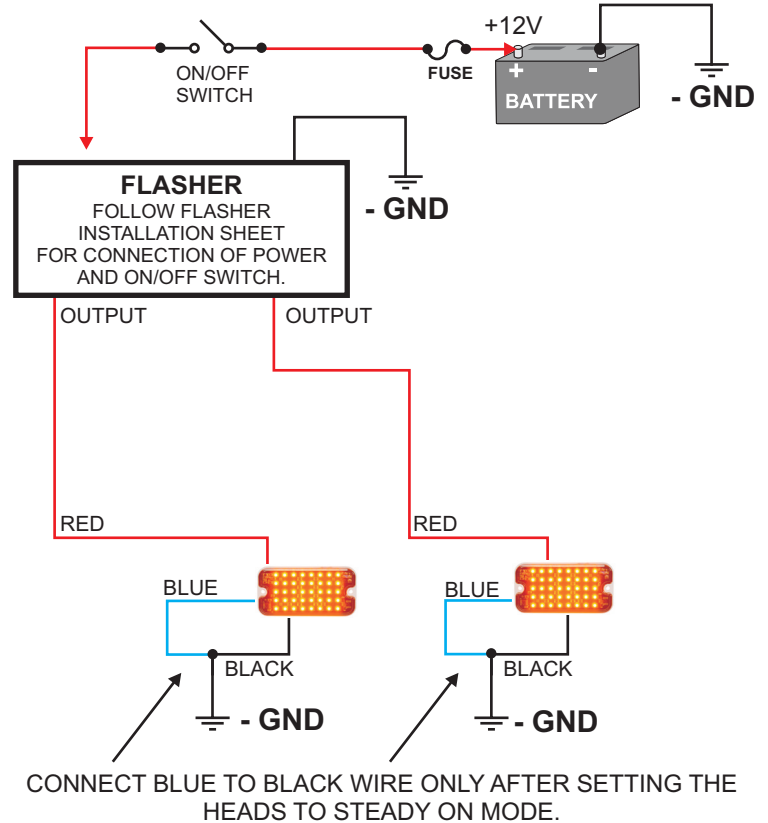 +12V
ON/OFF
SWITCH
FUSE
+ -
BATTERY
- GND
FLASHER
FOLLOW FLASHER
INSTALLATION SHEET
FOR CONNECTION OF POWER
AND ON/OFF SWITCH.
- GND
OUTPUT
OUTPUT
RED
RED
BLUE
BLUE
BLACK
BLACK
- GND
- GND
CONNECT BLUE TO BLACK WIRE ONLY AFTER SETTING THE
HEADS TO STEADY ON MODE.